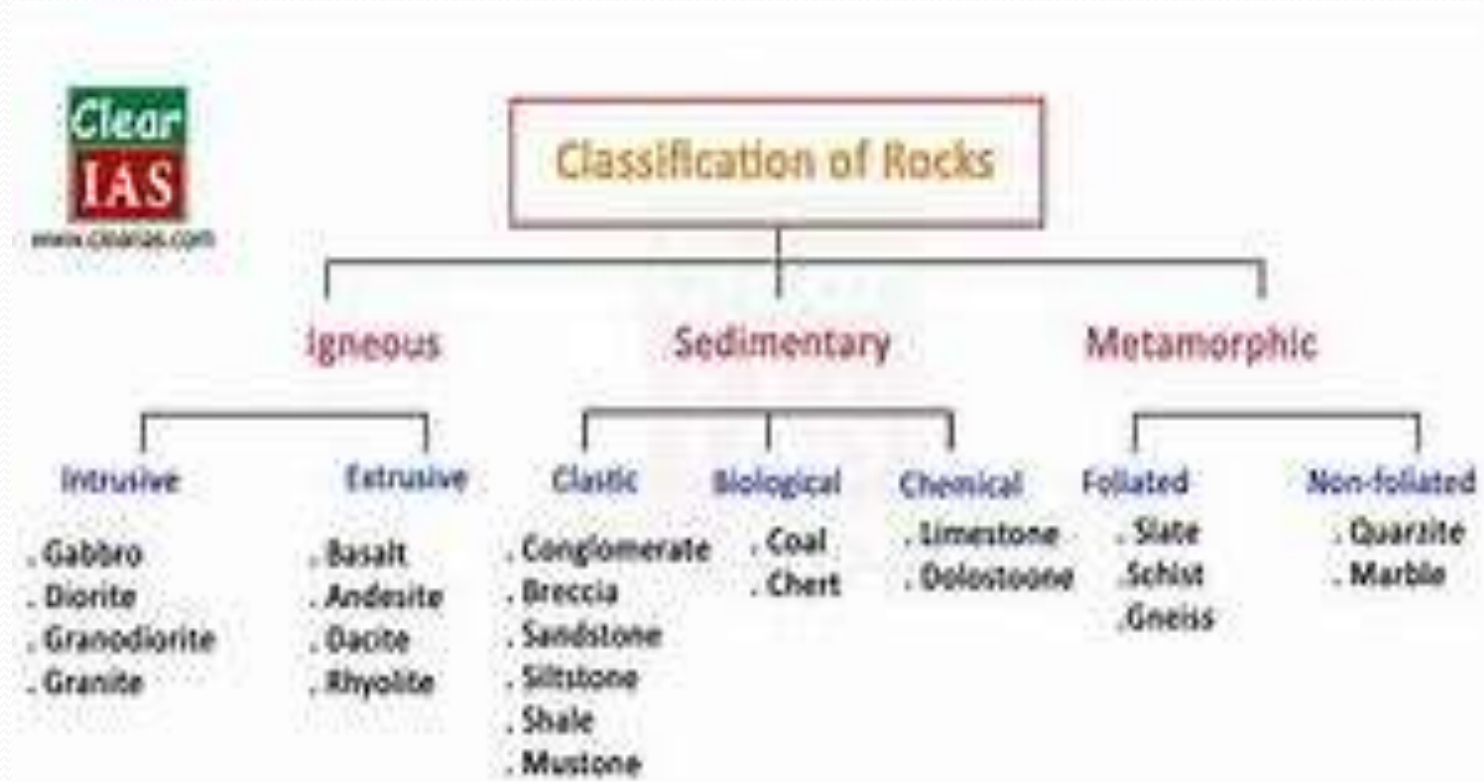 Clear
IAS
www.clearias.com
Classification of Rocks
Igneous
Sedimentary
Metamorphic
Intrusive
Extrusive
Clastic
Biological
Chemical
Foliated
Non-foliated
. Gabbro
. Diorite
. Granodiorite
. Granite
. Basalt
. Andesite
. Dacite
. Rhyolite
. Conglomerate
. Breccia
. Sandstone
. Siltstone
. Shale
. Mustone
. Coal
. Chert
. Limestone
. Dolostoone
. Slate
.Schist
.Gneiss
. Quarzite
. Marble